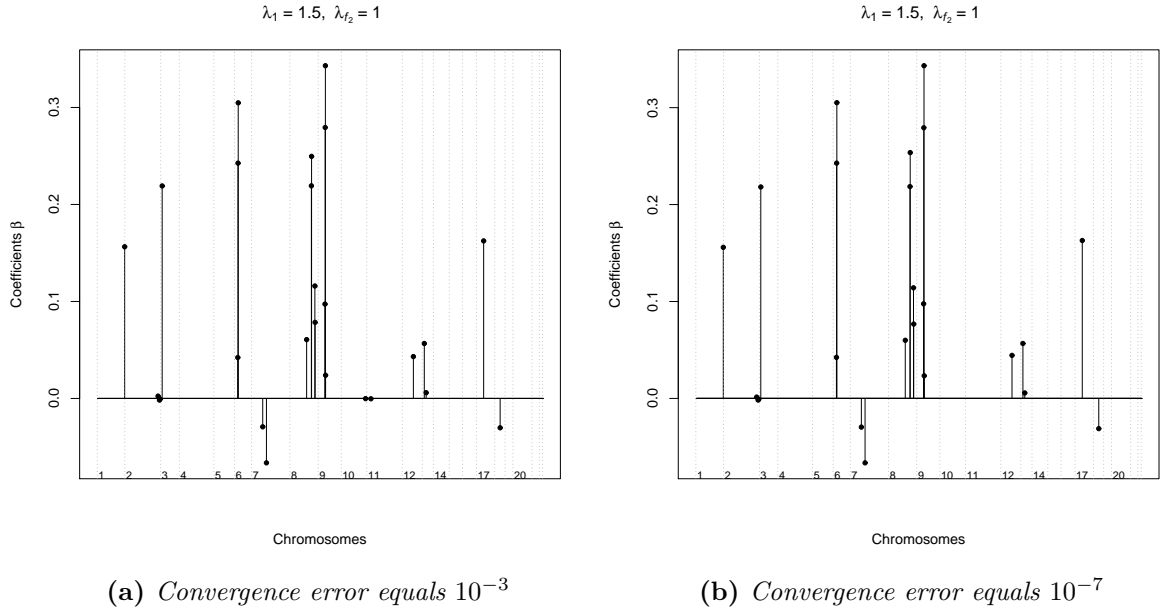 λ₁ = 1.5, λ_f₂ = 1
Coefficients β
0.3
0.2
0.1
0.0
1 2 3 4 5 6 7 8 9 10 11 12 14 17 20
Chromosomes
(a) Convergence error equals 10⁻³
λ₁ = 1.5, λ_f₂ = 1
Coefficients β
0.3
0.2
0.1
0.0
1 2 3 4 5 6 7 8 9 10 11 12 14 17 20
Chromosomes
(b) Convergence error equals 10⁻⁷